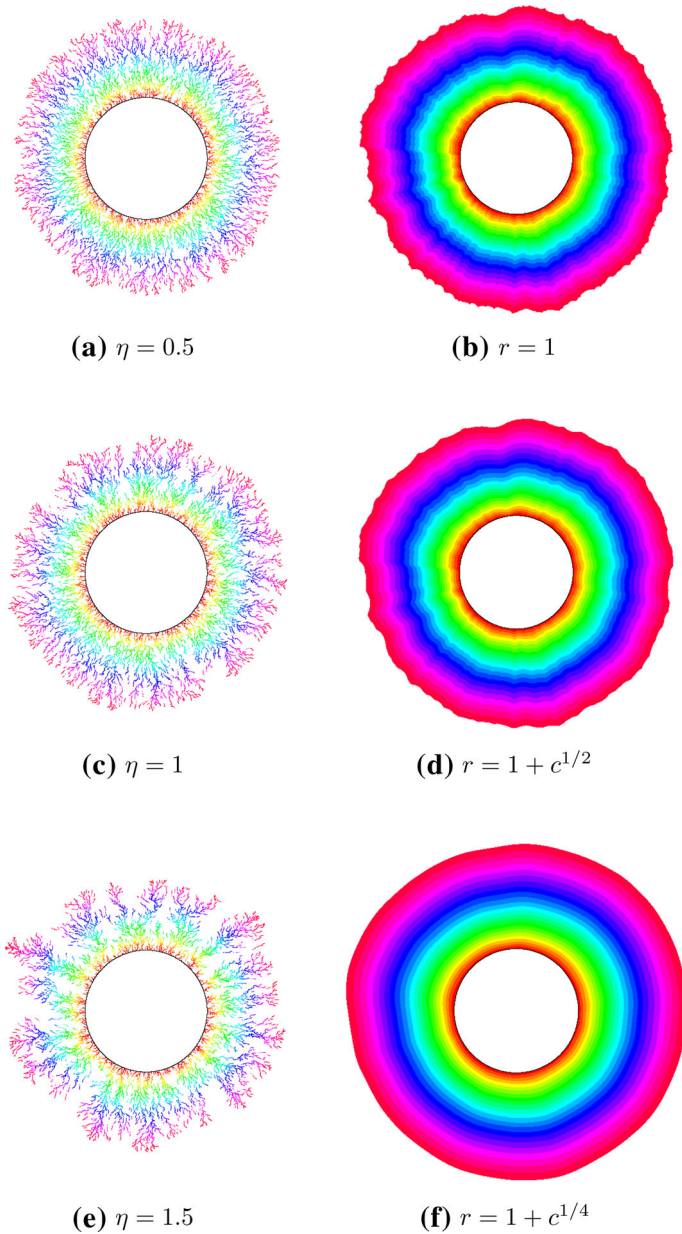 (a) η = 0.5
(b) r = 1
(c) η = 1
(d) r = 1 + c^{1/2}
(e) η = 1.5
(f) r = 1 + c^{1/4}